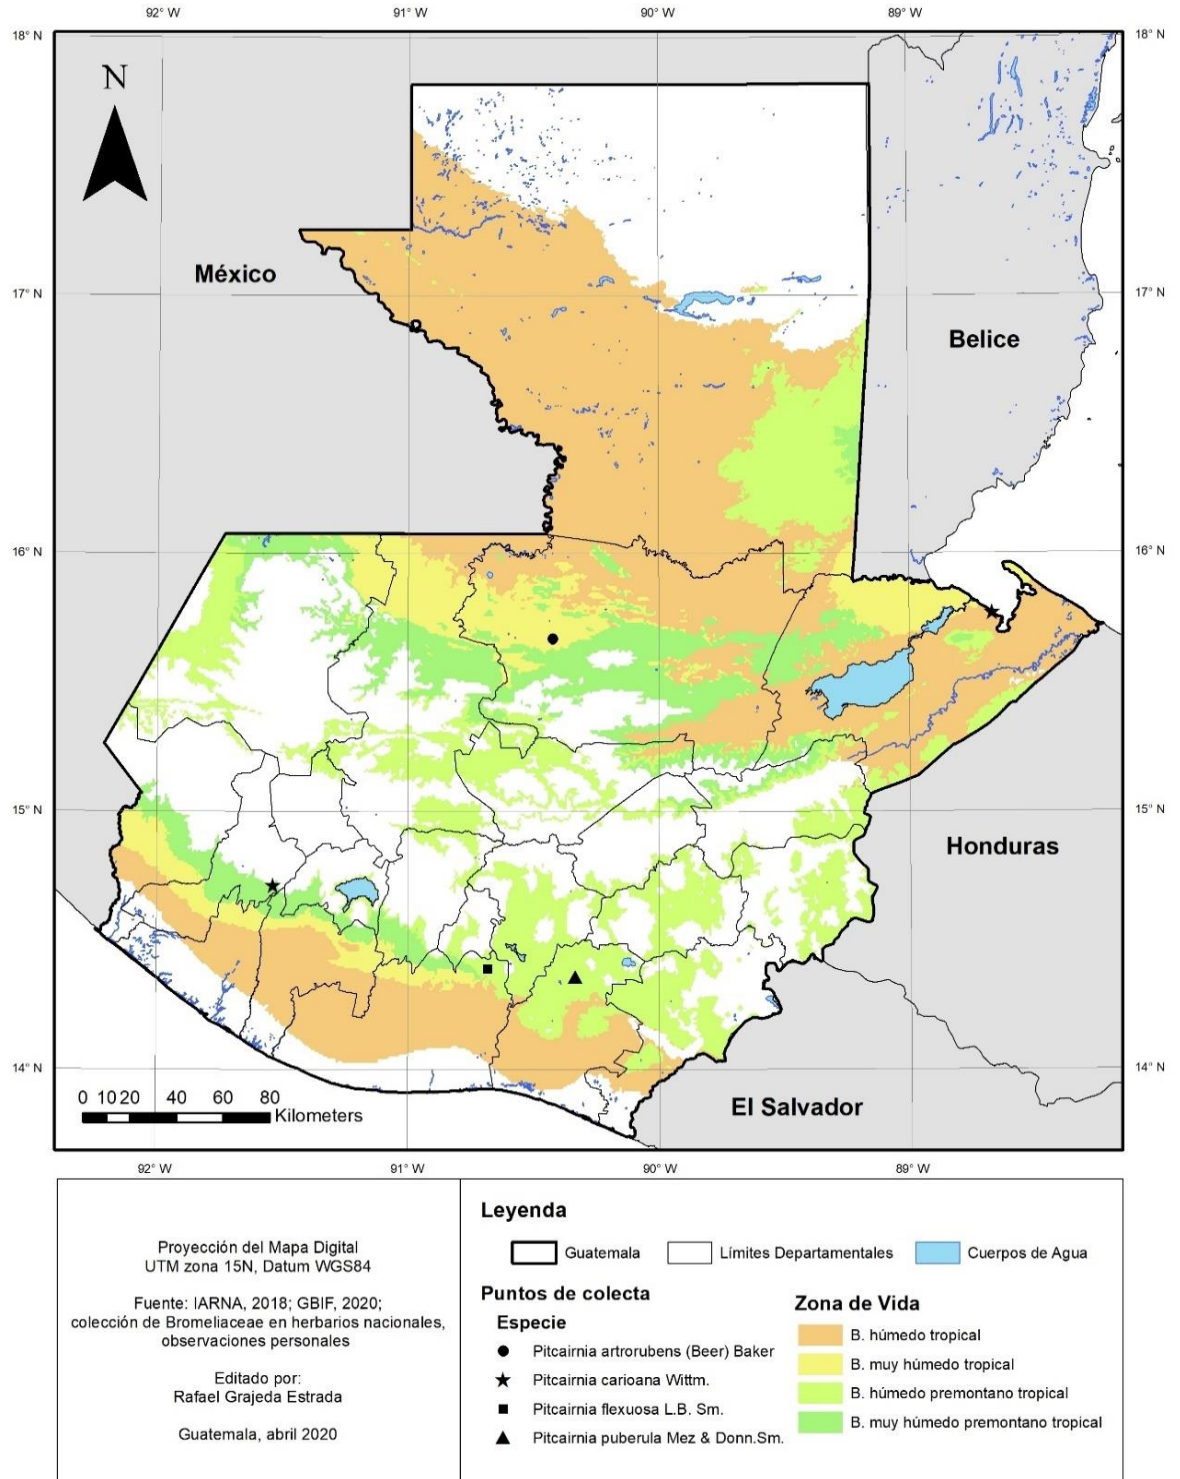 92° W 91° W 90° W 89° W
18° N 18° N
N
México
17° N 17° N
Belice
16° N 16° N
15° N 15° N
Honduras
14° N 14° N
0 10 20 40 60 80
Kilometers
El Salvador
92° W 91° W 90° W 89° W
Proyección del Mapa Digital
UTM zona 15N, Datum WGS84
Fuente: IARNA, 2018; GBIF, 2020;
colección de Bromeliaceae en herbarios nacionales,
observaciones personales
Editado por:
Rafael Grajeda Estrada
Guatemala, abril 2020
Leyenda
Guatemala Límites Departamentales Cuerpos de Agua
Puntos de colecta
Especie
Pitcairnia artrorubens (Beer) Baker
Pitcairnia carioana Wittm.
Pitcairnia flexuosa L.B. Sm.
Pitcairnia puberula Mez & Donn.Sm.
Zona de Vida
B. húmedo tropical
B. muy húmedo tropical
B. húmedo premontano tropical
B. muy húmedo premontano tropical